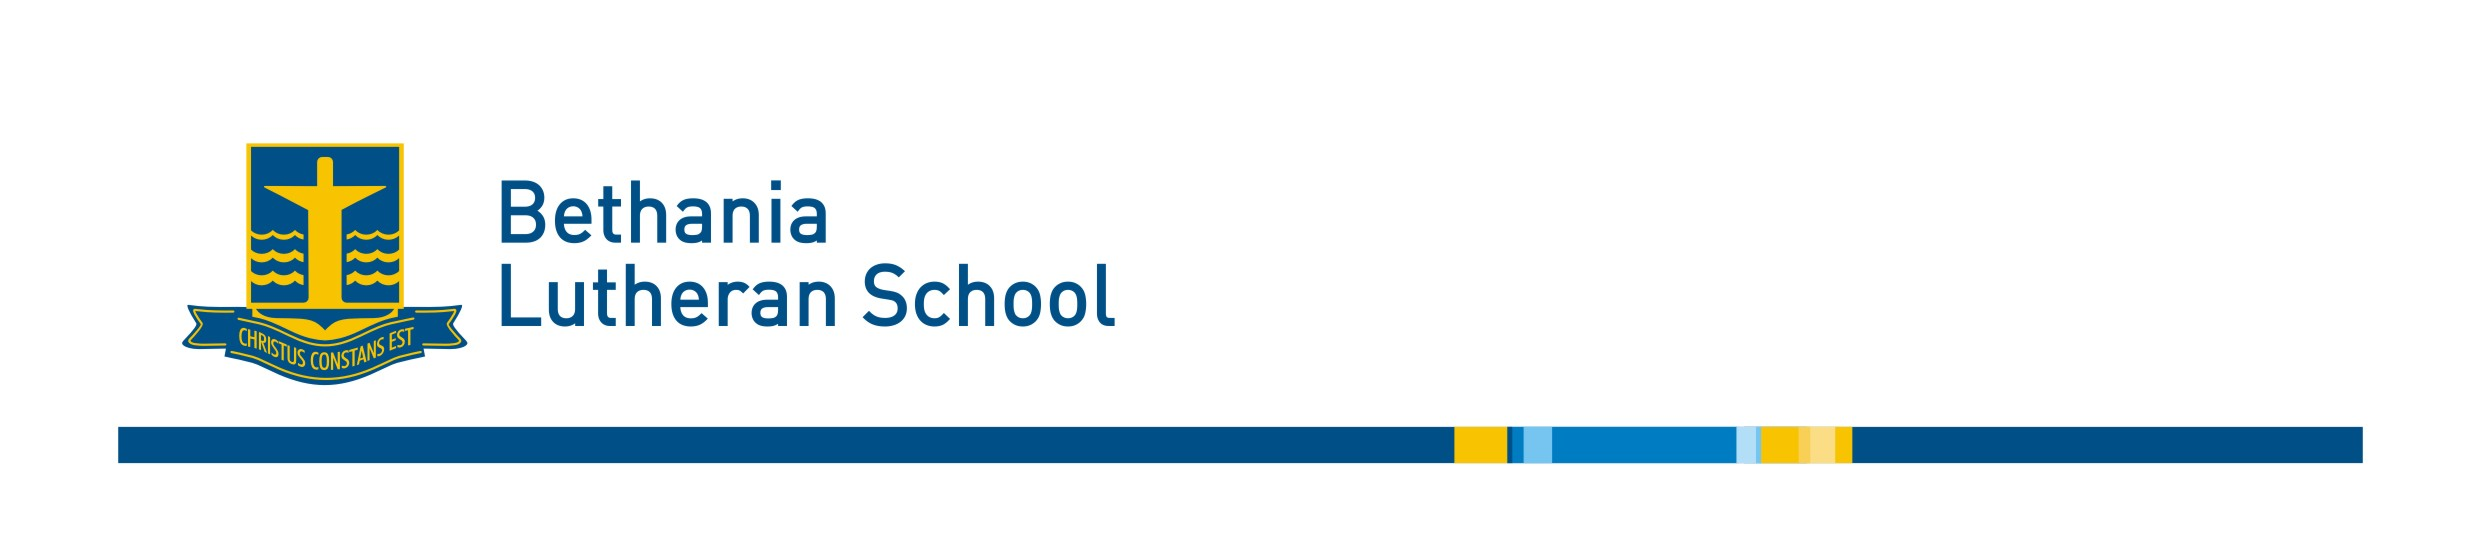 Bethania
Lutheran School
CHRISTUS CONSTANS EST